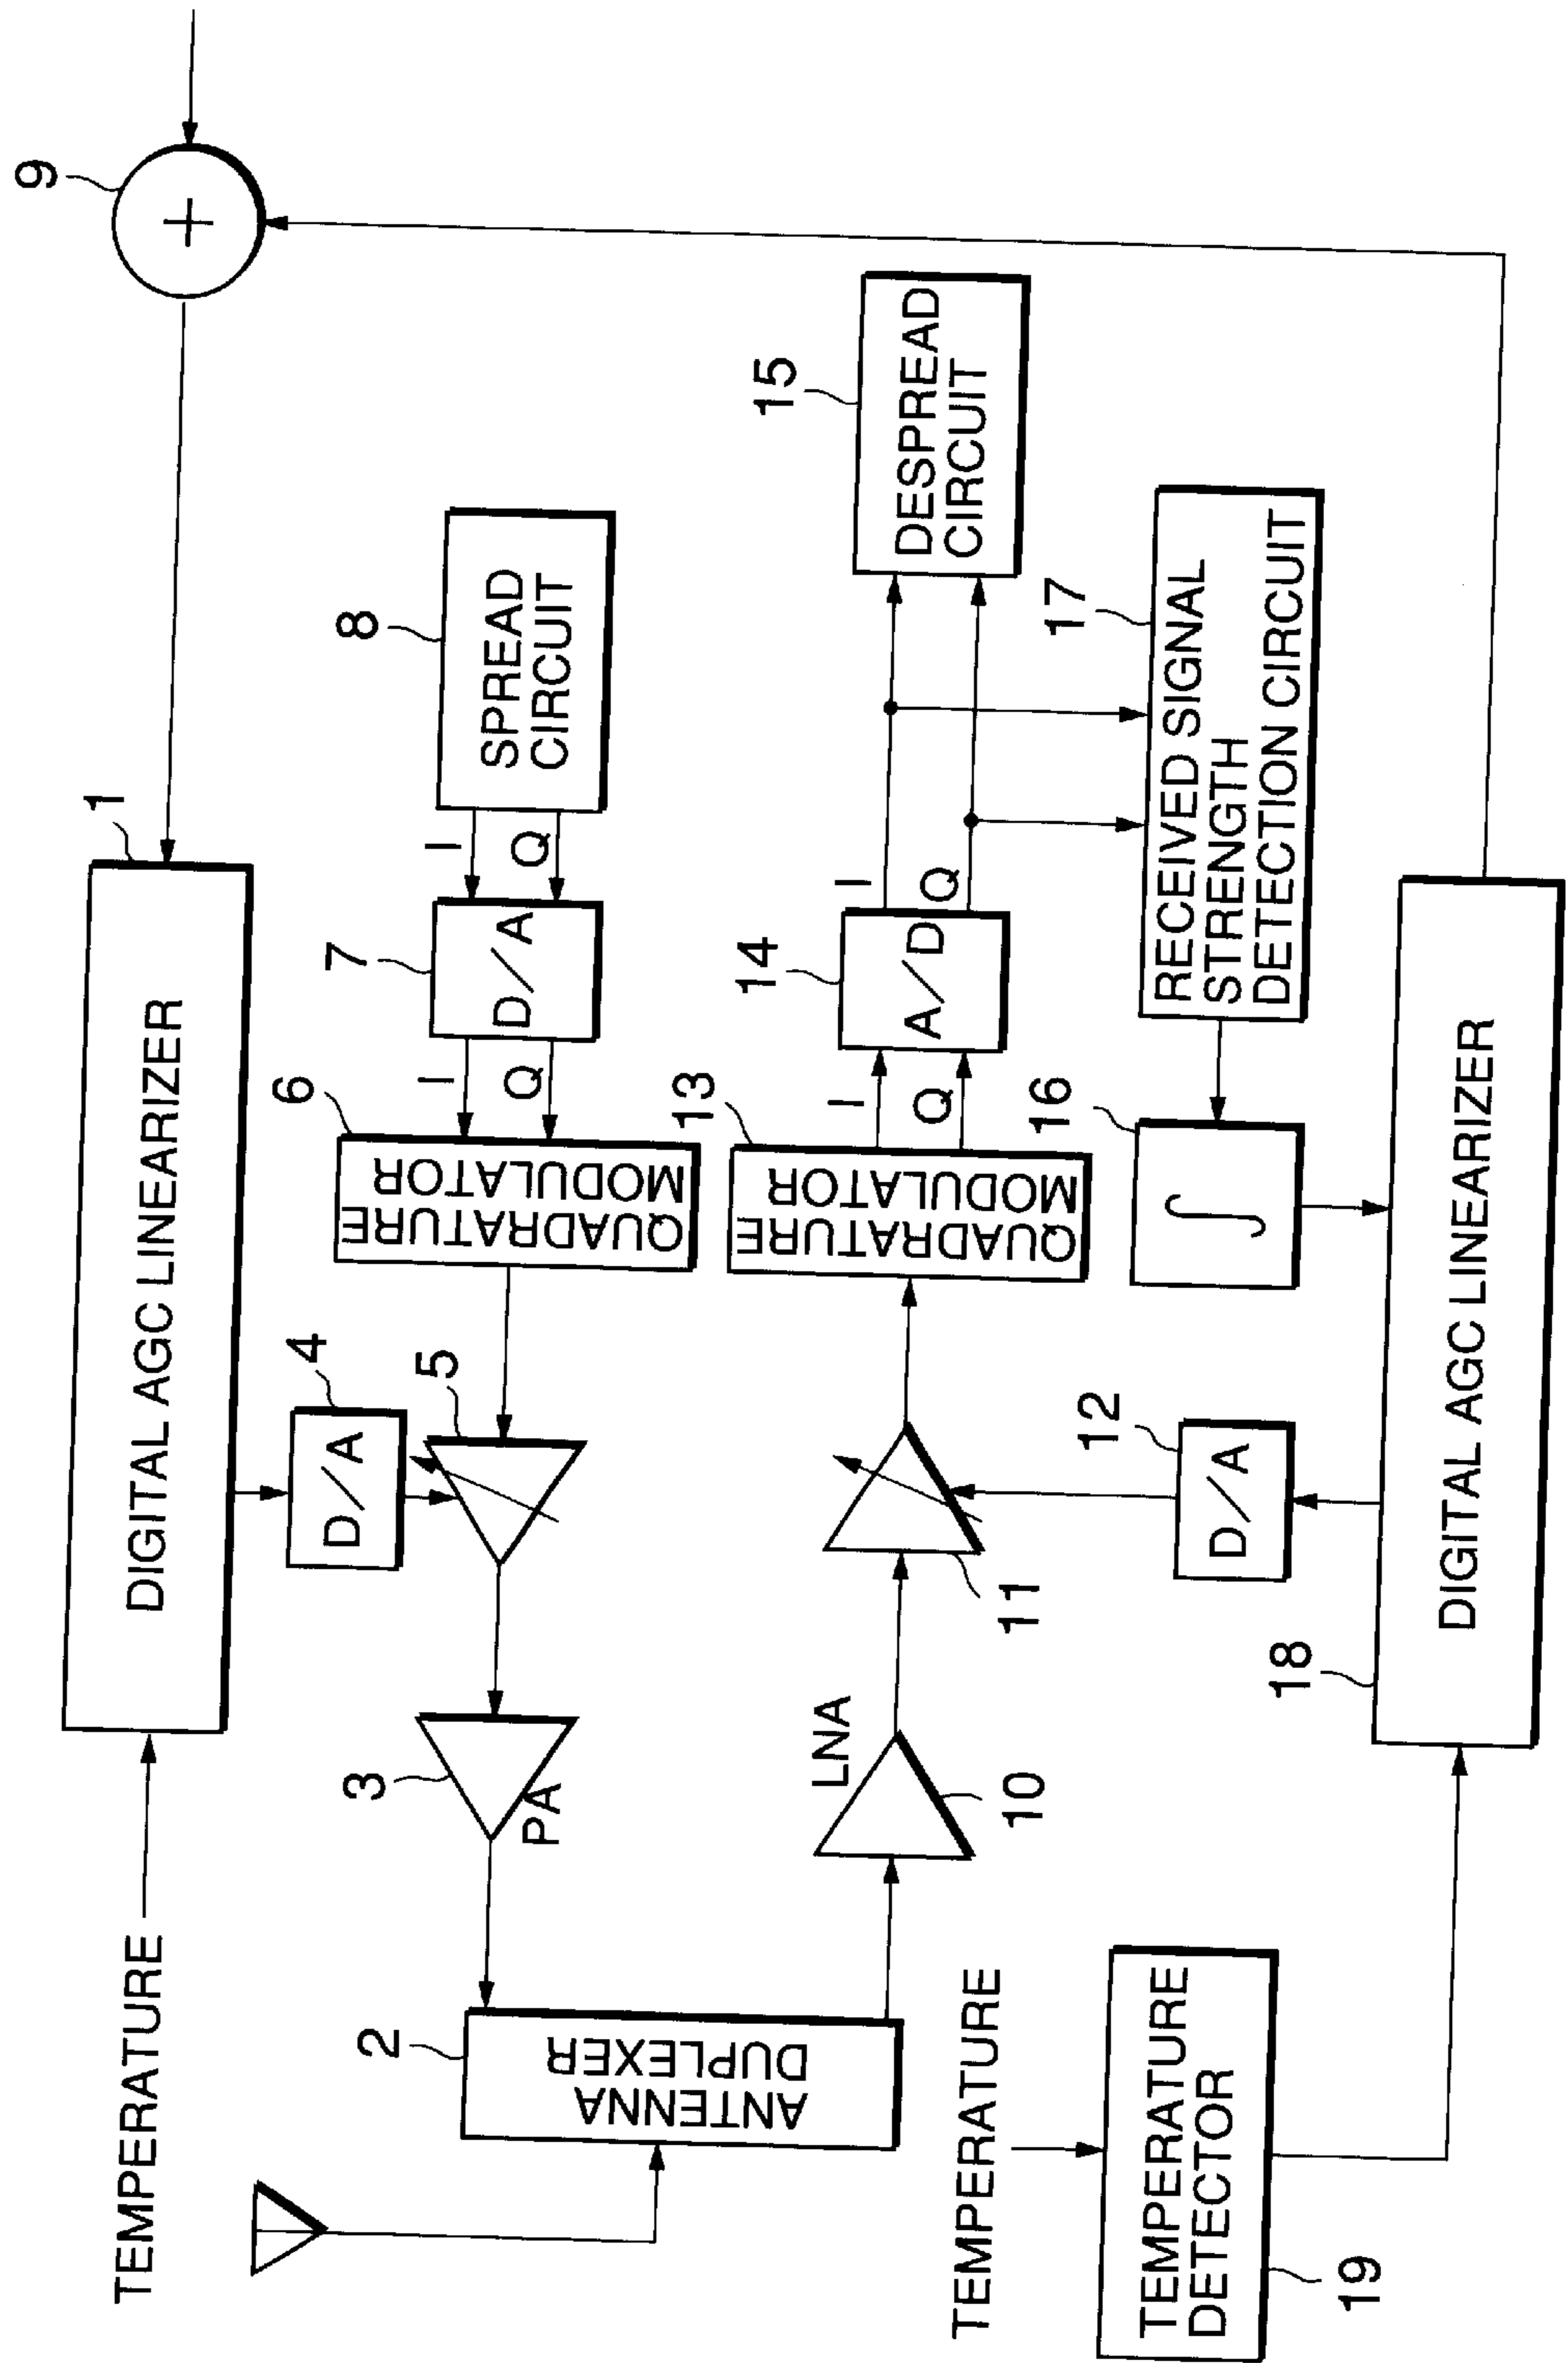 TEMPERATURE
DIGITAL AGC LINEARIZER
1
9
+
D/A
4
5
3
PA
2
ANTENNA
DUPLEXER
QUADRATURE
MODULATOR
6
I
Q
D/A
7
I
Q
SPREAD
CIRCUIT
8
LNA
10
11
QUADRATURE
MODULATOR
13
I
Q
A/D
14
I
Q
DESPREAD
CIRCUIT
15
TEMPERATURE
TEMPERATURE
DETECTOR
19
D/A
12
∫
16
RECEIVED SIGNAL
STRENGTH
DETECTION CIRCUIT
17
DIGITAL AGC LINEARIZER
18